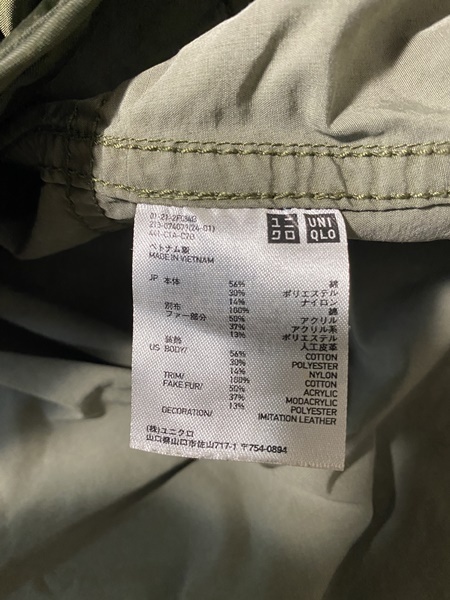 ユニクロ UNIQLO
213-074071(24-01)
ベトナム製
MADE IN VIETNAM
JP 本体 56% 綿
30% ポリエステル
14% ナイロン
別布 100% 綿
ファー部分 50% アクリル
37% アクリル系
13% ポリエステル
装飾 人工皮革
US BODY/ 56% COTTON
30% POLYESTER
14% NYLON
TRIM/ 100% COTTON
FAKE FUR/ 50% ACRYLIC
37% MODACRYLIC
13% POLYESTER
DECORATION/ IMITATION LEATHER
(株)ユニクロ
山口県山口市佐山717-1 〒754-0894